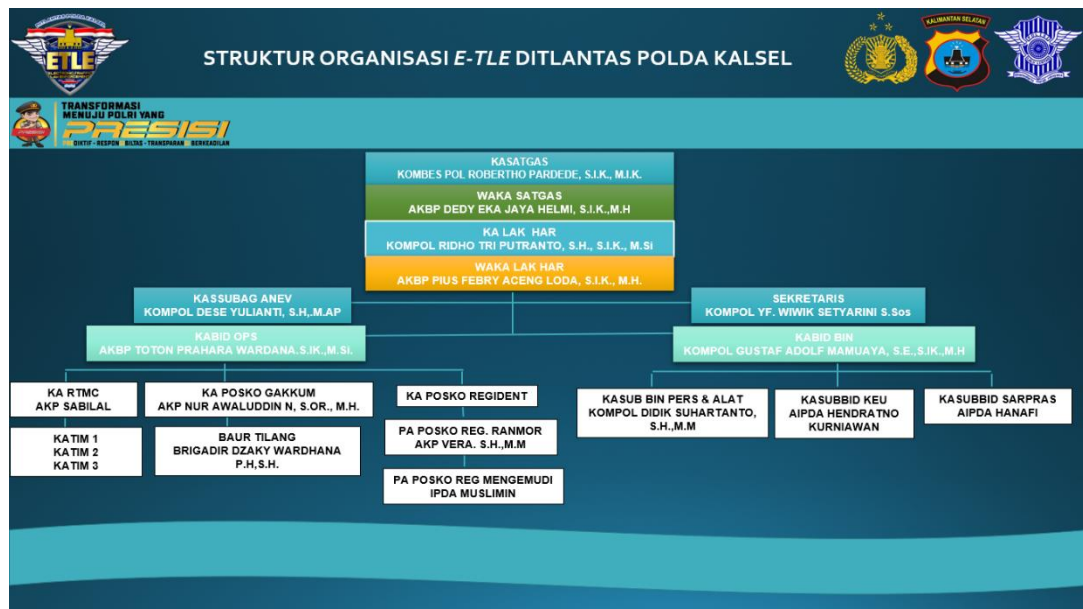 ETLE
STRUKTUR ORGANISASI E-TLE DITLANTAS POLDA KALSEL
KALIMANTAN SELATAN
TRANSFORMASI
MENUJU POLRI YANG
PRESISI
PREDIKTIF - RESPONSIBILITAS - TRANSPARANSI BERKEADILAN
KASATGAS
KOMBES POL ROBERTHO PARDEDE, S.I.K., M.I.K.
WAKA SATGAS
AKBP DEDY EKA JAYA HELMI, S.I.K.,M.H
KA LAK HAR
KOMPOL RIDHO TRI PUTRANTO, S.H., S.I.K., M.Si
WAKA LAK HAR
AKBP PIUS FEBRY ACENG LODA, S.I.K., M.H.
KASSUBAG ANEV
KOMPOL DESE YULIANTI, S.H,.M.AP
SEKRETARIS
KOMPOL YF. WIWIK SETYARINI S.Sos
KABID OPS
AKBP TOTON PRAHARA WARDANA.S.IK.,M.Si.
KABID BIN
KOMPOL GUSTAF ADOLF MAMUAYA, S.E.,S.IK.,M.H
KA RTMC
AKP SABILAL
KATIM 1
KATIM 2
KATIM 3
KA POSKO GAKKUM
AKP NUR AWALUDDIN N, S.OR., M.H.
BAUR TILANG
BRIGADIR DZAKY WARDHANA
P.H,S.H.
KA POSKO REGIDENT
PA POSKO REG. RANMOR
AKP VERA. S.H.,M.M
PA POSKO REG MENGEMUDI
IPDA MUSLIMIN
KASUB BIN PERS & ALAT
KOMPOL DIDIK SUHARTANTO,
S.H.,M.M
KASUBBID KEU
AIPDA HENDRATNO
KURNIAWAN
KASUBBID SARPRAS
AIPDA HANAFI